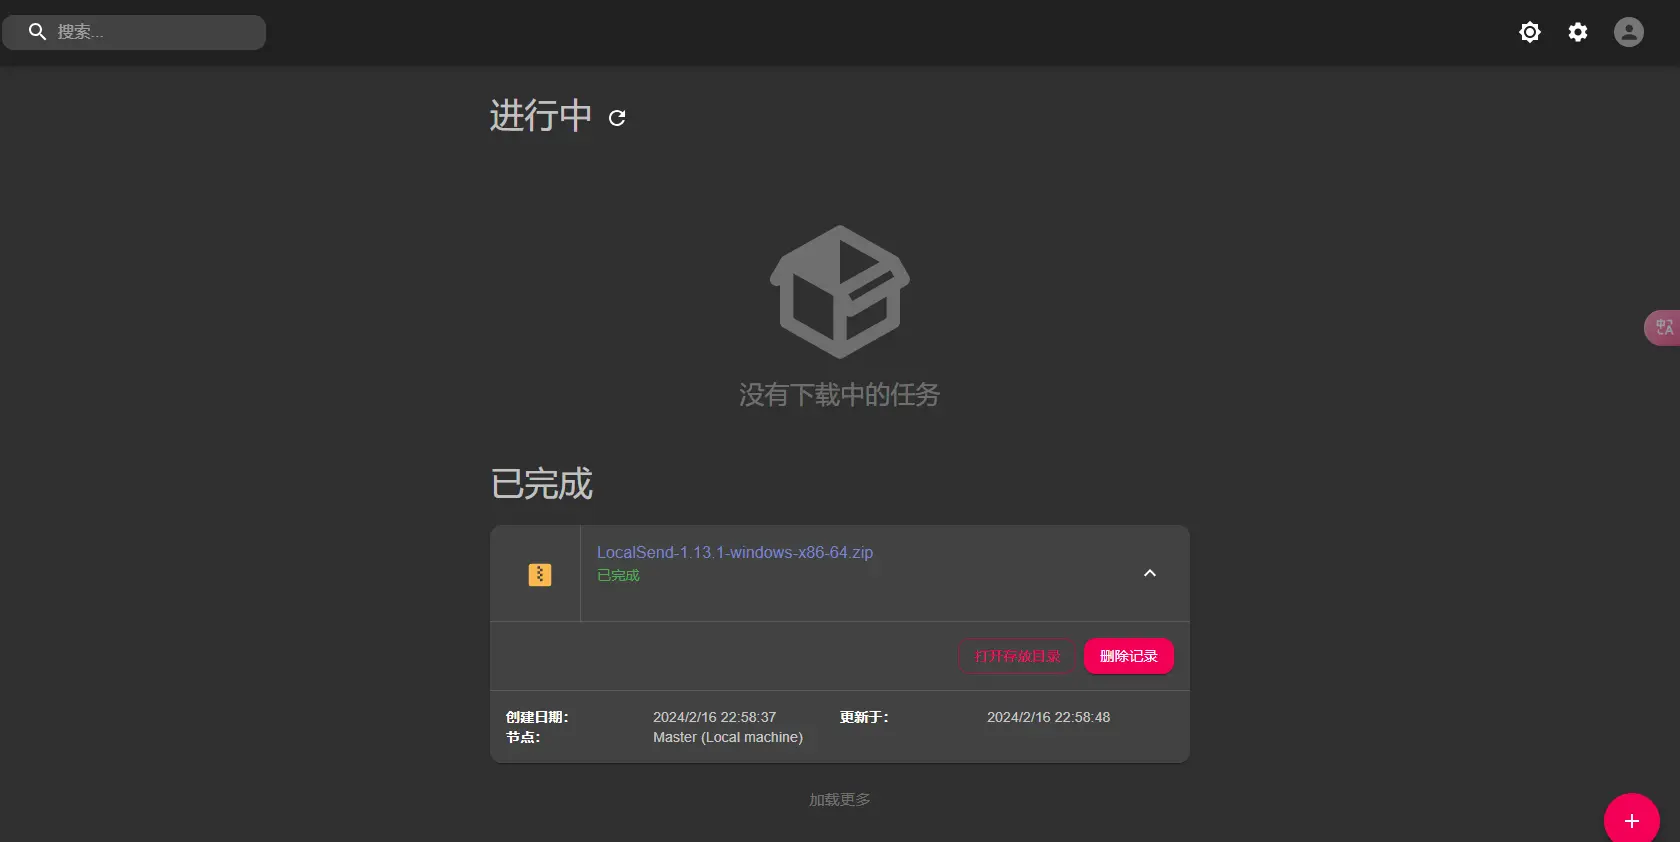 搜索...
进行中
没有下载中的任务
已完成
LocalSend-1.13.1-windows-x86-64.zip
已完成
打开存放目录 删除记录
创建日期: 2024/2/16 22:58:37 更新于: 2024/2/16 22:58:48
节点: Master (Local machine)
加载更多